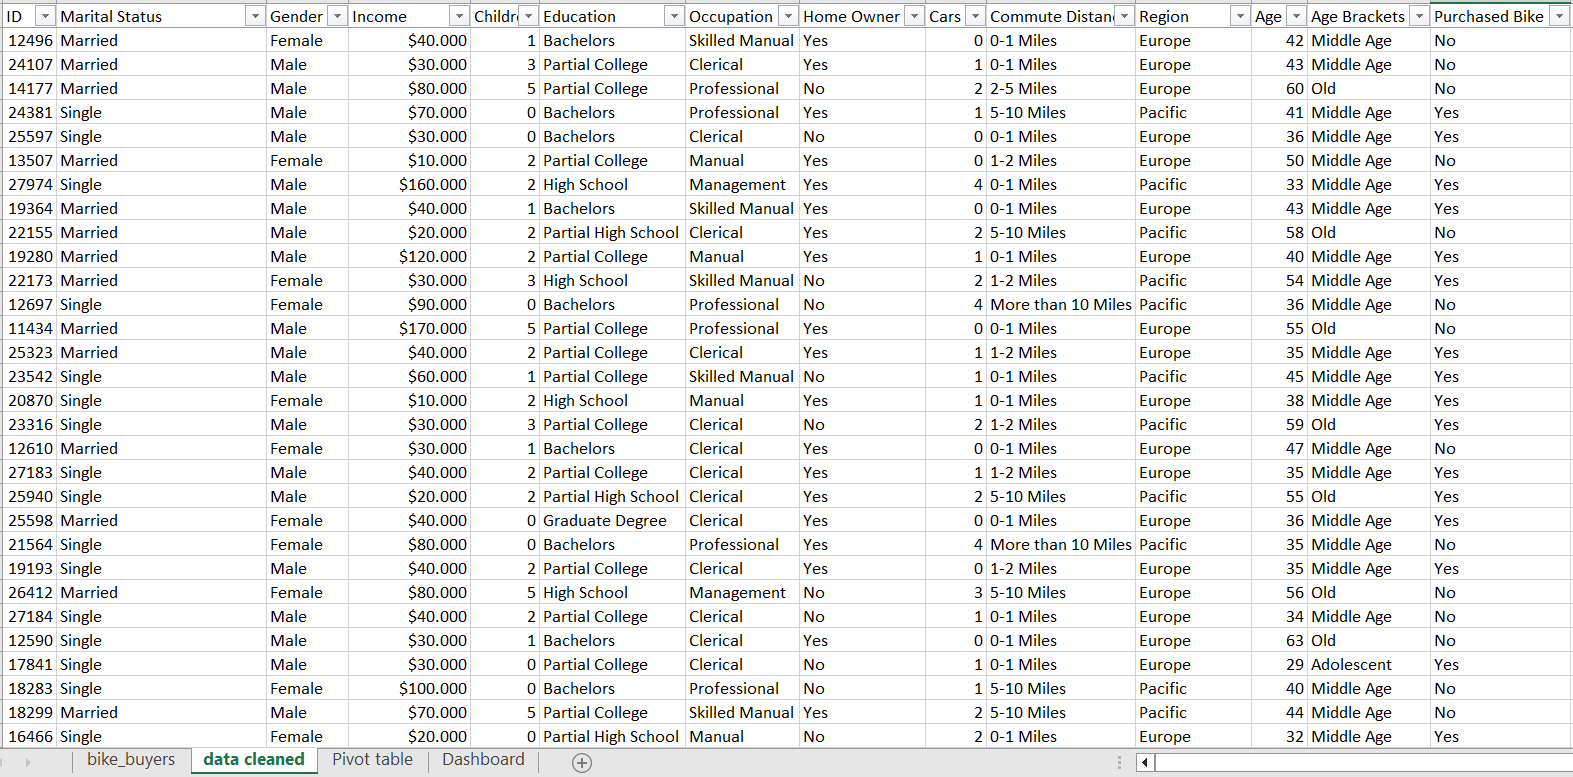 ID Marital Status Gender Income Childr Education Occupation Home Owner Cars Commute Distan Region Age Age Brackets Purchased Bike
12496 Married Female $40.000 1 Bachelors Skilled Manual Yes 0 0-1 Miles Europe 42 Middle Age No
24107 Married Male $30.000 3 Partial College Clerical Yes 1 0-1 Miles Europe 43 Middle Age No
14177 Married Male $80.000 5 Partial College Professional No 2 2-5 Miles Europe 60 Old No
24381 Single Male $70.000 0 Bachelors Professional Yes 1 5-10 Miles Pacific 41 Middle Age Yes
25597 Single Male $30.000 0 Bachelors Clerical No 0 0-1 Miles Europe 36 Middle Age Yes
13507 Married Female $10.000 2 Partial College Manual Yes 0 1-2 Miles Europe 50 Middle Age No
27974 Single Male $160.000 2 High School Management Yes 4 0-1 Miles Pacific 33 Middle Age Yes
19364 Married Male $40.000 1 Bachelors Skilled Manual Yes 0 0-1 Miles Europe 43 Middle Age Yes
22155 Married Male $20.000 2 Partial High School Clerical Yes 2 5-10 Miles Pacific 58 Old No
19280 Married Male $120.000 2 Partial College Manual Yes 1 0-1 Miles Europe 40 Middle Age Yes
22173 Married Female $30.000 3 High School Skilled Manual No 2 1-2 Miles Pacific 54 Middle Age Yes
12697 Single Female $90.000 0 Bachelors Professional No 4 More than 10 Miles Pacific 36 Middle Age No
11434 Married Male $170.000 5 Partial College Professional Yes 0 0-1 Miles Europe 55 Old No
25323 Married Male $40.000 2 Partial College Clerical Yes 1 1-2 Miles Europe 35 Middle Age Yes
23542 Single Male $60.000 1 Partial College Skilled Manual No 1 0-1 Miles Pacific 45 Middle Age Yes
20870 Single Female $10.000 2 High School Manual Yes 1 0-1 Miles Europe 38 Middle Age Yes
23316 Single Male $30.000 3 Partial College Clerical No 2 1-2 Miles Pacific 59 Old Yes
12610 Married Female $30.000 1 Bachelors Clerical Yes 0 0-1 Miles Europe 47 Middle Age No
27183 Single Male $40.000 2 Partial College Clerical Yes 1 1-2 Miles Europe 35 Middle Age Yes
25940 Single Male $20.000 2 Partial High School Clerical Yes 2 5-10 Miles Pacific 55 Old Yes
25598 Married Female $40.000 0 Graduate Degree Clerical Yes 0 0-1 Miles Europe 36 Middle Age Yes
21564 Single Female $80.000 0 Bachelors Professional Yes 4 More than 10 Miles Pacific 35 Middle Age No
19193 Single Male $40.000 2 Partial College Clerical Yes 0 1-2 Miles Europe 35 Middle Age Yes
26412 Married Female $80.000 5 High School Management No 3 5-10 Miles Europe 56 Old No
27184 Single Male $40.000 2 Partial College Clerical No 1 0-1 Miles Europe 34 Middle Age No
12590 Single Male $30.000 1 Bachelors Clerical Yes 0 0-1 Miles Europe 63 Old No
17841 Single Male $30.000 0 Partial College Clerical No 1 0-1 Miles Europe 29 Adolescent Yes
18283 Single Female $100.000 0 Bachelors Professional No 1 5-10 Miles Pacific 40 Middle Age No
18299 Married Male $70.000 5 Partial College Skilled Manual Yes 2 5-10 Miles Pacific 44 Middle Age No
16466 Single Female $20.000 0 Partial High School Manual No 2 0-1 Miles Europe 32 Middle Age Yes
bike_buyers data cleaned Pivot table Dashboard